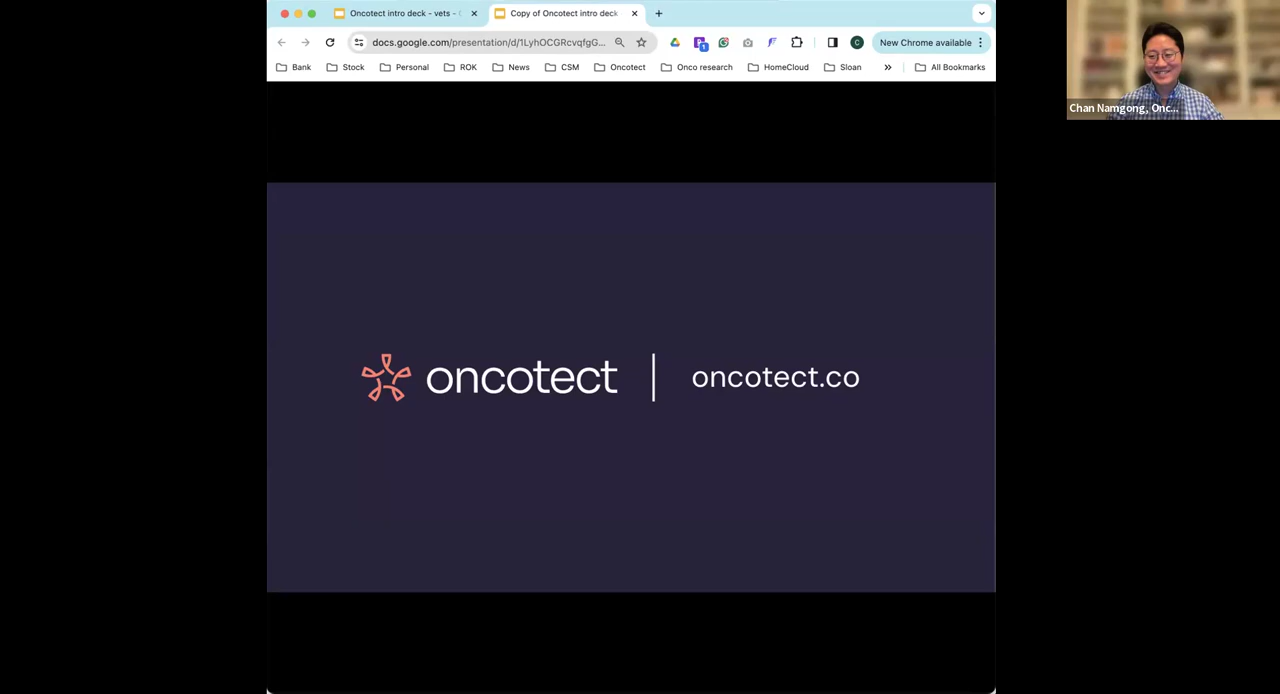 Oncotect intro deck - vets -
Copy of Oncotect intro deck
docs.google.com/presentation/d/1LyhOCGRcvqfgG...
New Chrome available
Bank
Stock
Personal
ROK
News
CSM
Oncotect
Onco research
HomeCloud
Sloan
»
All Bookmarks
Chan Namgong, Onc...
oncotect | oncotect.co